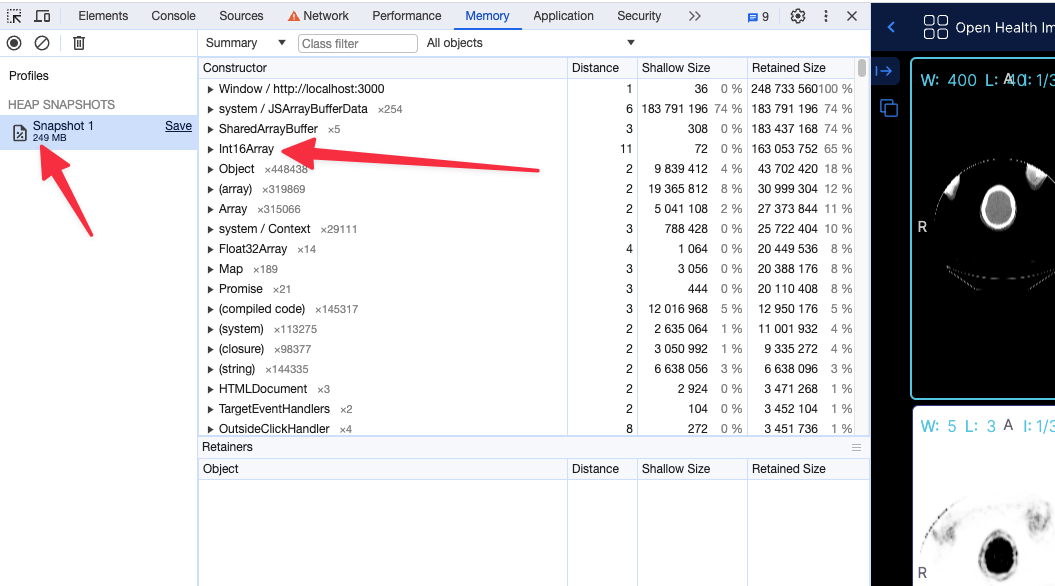 Elements Console Sources Network Performance Memory Application Security 9
Summary Class filter All objects
Profiles
HEAP SNAPSHOTS
Snapshot 1 Save
249 MB
Constructor Distance Shallow Size Retained Size
Window / http://localhost:3000 1 36 0 % 248 733 560 100 %
system / JSArrayBufferData ×254 6 183 791 196 74 % 183 791 196 74 %
SharedArrayBuffer ×5 3 308 0 % 183 437 168 74 %
Int16Array 11 72 0 % 163 053 752 65 %
Object ×448438 2 9 839 412 4 % 43 702 420 18 %
(array) ×319869 2 19 365 812 8 % 30 999 304 12 %
Array ×315066 2 5 041 108 2 % 27 373 844 11 %
system / Context ×29111 3 788 428 0 % 25 722 404 10 %
Float32Array ×14 4 1 064 0 % 20 449 536 8 %
Map ×189 3 3 056 0 % 20 388 176 8 %
Promise ×21 3 444 0 % 20 110 408 8 %
(compiled code) ×145317 3 12 016 968 5 % 12 950 176 5 %
(system) ×113275 2 2 635 064 1 % 11 001 932 4 %
(closure) ×98377 2 3 050 992 1 % 9 335 272 4 %
(string) ×144335 2 6 638 056 3 % 6 638 096 3 %
HTMLDocument ×3 2 2 924 0 % 3 471 268 1 %
TargetEventHandlers ×2 2 104 0 % 3 452 104 1 %
OutsideClickHandler ×4 8 272 0 % 3 451 736 1 %
Retainers
Object Distance Shallow Size Retained Size
Open Health Im
W: 400 L: 40 A I: 1/3
R
W: 5 L: 3 A I: 1/3
R